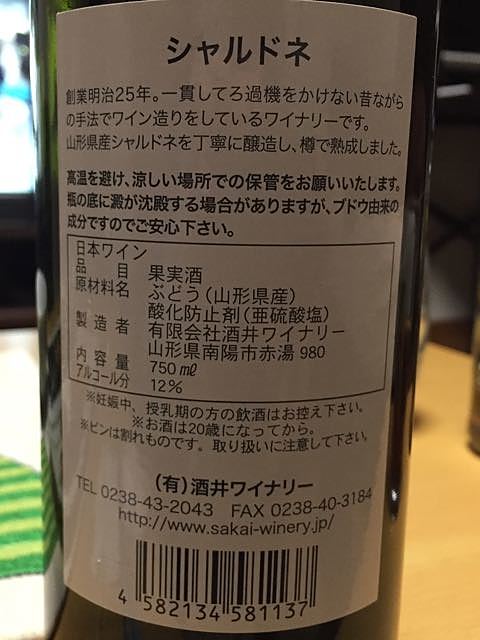 シャルドネ
創業明治25年。一貫してろ過機をかけない昔ながら
の手法でワイン造りをしているワイナリーです。
山形県産シャルドネを丁寧に醸造し、樽で熟成しました。
高温を避け、涼しい場所での保管をお願いいたします。
瓶の底に澱が沈殿する場合がありますが、ブドウ由来の
成分ですのでご安心下さい。
日本ワイン
品目 果実酒
原材料名 ぶどう（山形県産）
酸化防止剤（亜硫酸塩）
製造者 有限会社酒井ワイナリー
山形県南陽市赤湯980
内容量 750㎖
アルコール分 12%
※妊娠中、授乳期の方の飲酒はお控え下さい。
※お酒は20歳になってから。
※ビンは割れものです。取り扱いに注意して下さい。
(有)酒井ワイナリー
TEL 0238-43-2043 FAX 0238-40-3184
http://www.sakai-winery.jp/
4 582134 581137